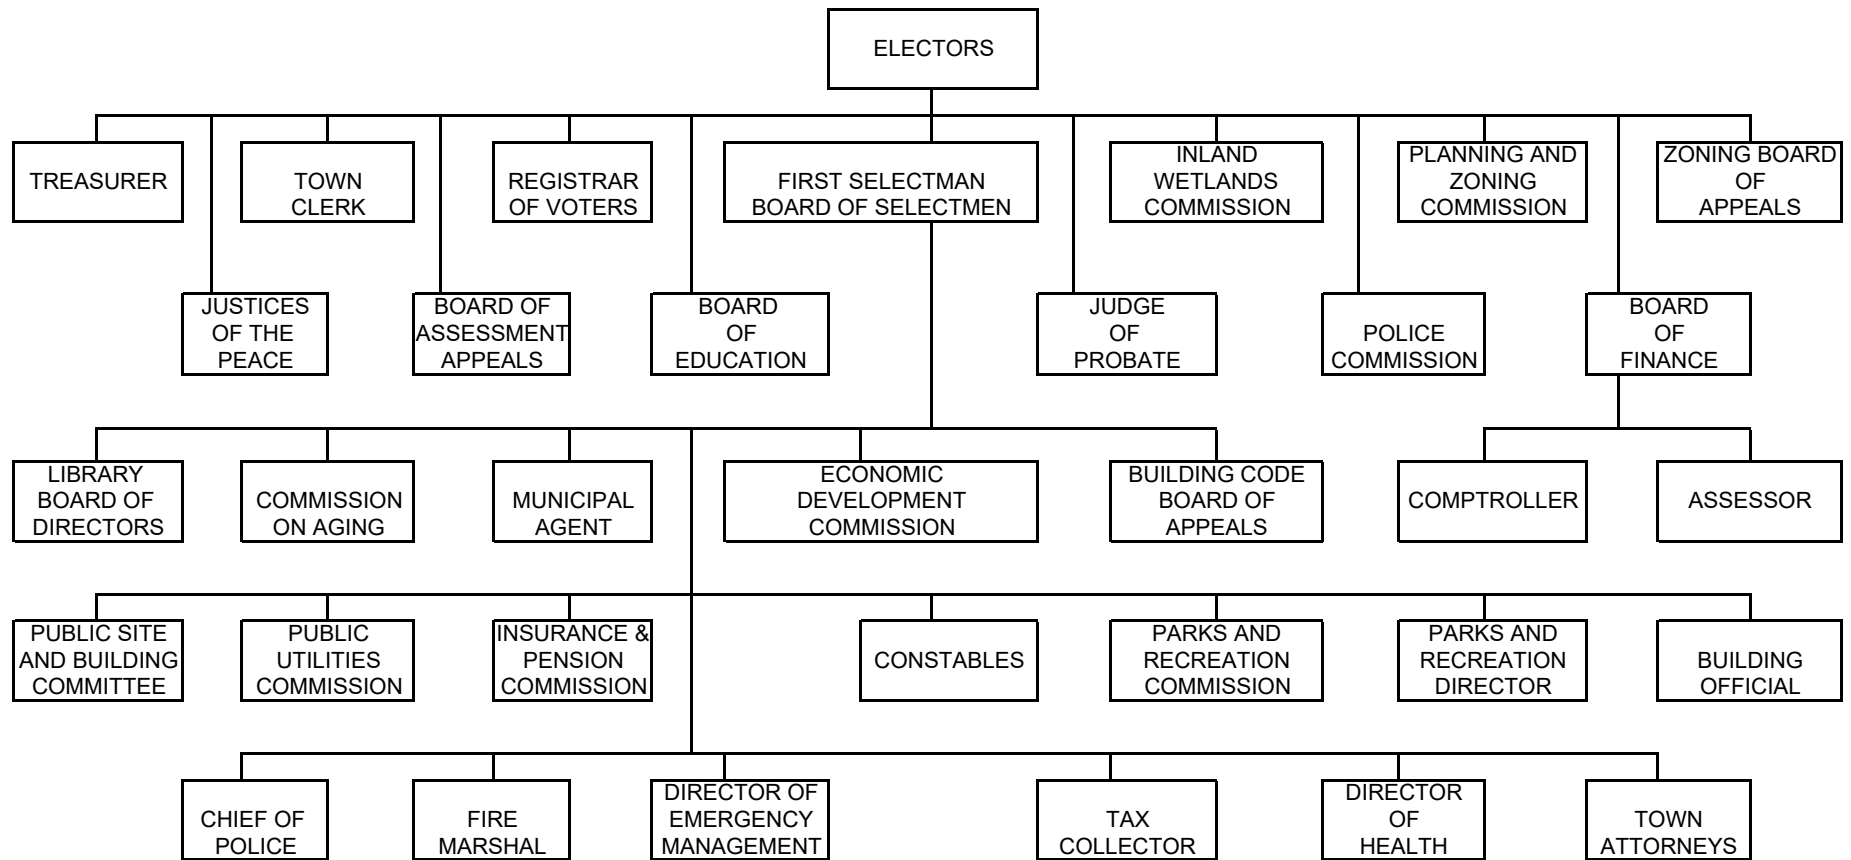 ELECTORS
TREASURER
TOWN
CLERK
REGISTRAR
OF VOTERS
FIRST SELECTMAN
BOARD OF SELECTMEN
INLAND
WETLANDS
COMMISSION
PLANNING AND
ZONING
COMMISSION
ZONING BOARD
OF
APPEALS
JUSTICES
OF THE
PEACE
BOARD OF
ASSESSMENT
APPEALS
BOARD
OF
EDUCATION
JUDGE
OF
PROBATE
POLICE
COMMISSION
BOARD
OF
FINANCE
LIBRARY
BOARD OF
DIRECTORS
COMMISSION
ON AGING
MUNICIPAL
AGENT
ECONOMIC
DEVELOPMENT
COMMISSION
BUILDING CODE
BOARD OF
APPEALS
COMPTROLLER
ASSESSOR
PUBLIC SITE
AND BUILDING
COMMITTEE
PUBLIC
UTILITIES
COMMISSION
INSURANCE &
PENSION
COMMISSION
CONSTABLES
PARKS AND
RECREATION
COMMISSION
PARKS AND
RECREATION
DIRECTOR
BUILDING
OFFICIAL
CHIEF OF
POLICE
FIRE
MARSHAL
DIRECTOR OF
EMERGENCY
MANAGEMENT
TAX
COLLECTOR
DIRECTOR
OF
HEALTH
TOWN
ATTORNEYS